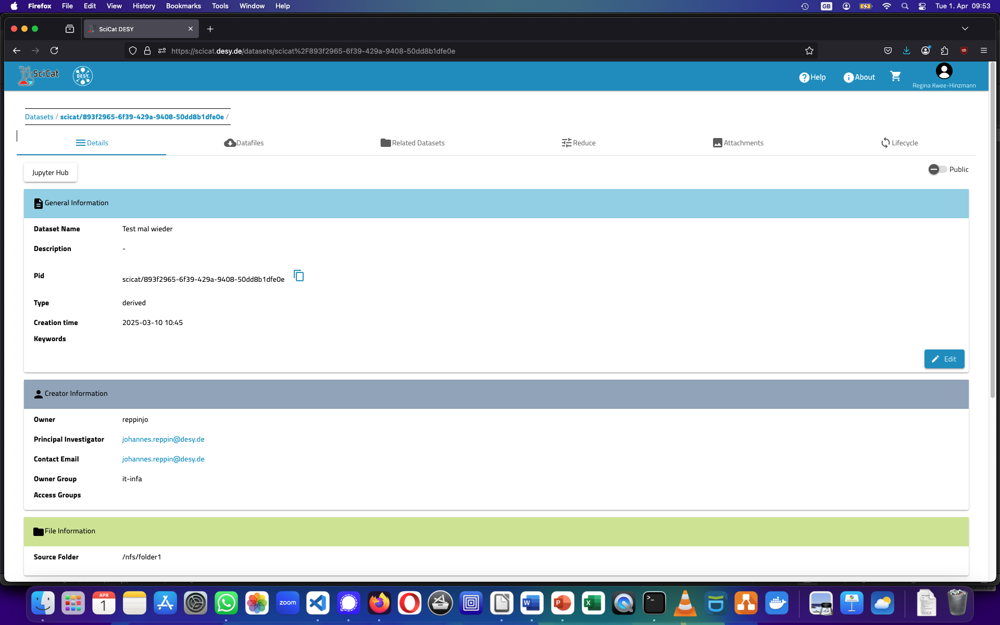 Firefox File Edit View History Bookmarks Tools Window Help GB Tue 1. Apr 09:53
SciCat DESY
https://scicat.desy.de/datasets/scicat%2F893f2965-6f39-429a-9408-50dd8b1dfe0e
SciCat DESY. Help About
Regina Kwee-Hinzmann
Datasets / scicat/893f2965-6f39-429a-9408-50dd8b1dfe0e /
Details Datafiles Related Datasets Reduce Attachments Lifecycle
Jupyter Hub Public
General Information
Dataset Name Test mal wieder
Description -
Pid scicat/893f2965-6f39-429a-9408-50dd8b1dfe0e
Type derived
Creation time 2025-03-10 10:45
Keywords
Edit
Creator Information
Owner reppinjo
Principal Investigator johannes.reppin@desy.de
Contact Email johannes.reppin@desy.de
Owner Group it-infa
Access Groups
File Information
Source Folder /nfs/folder1
APR
1
zoom
W
P
X
DOCX